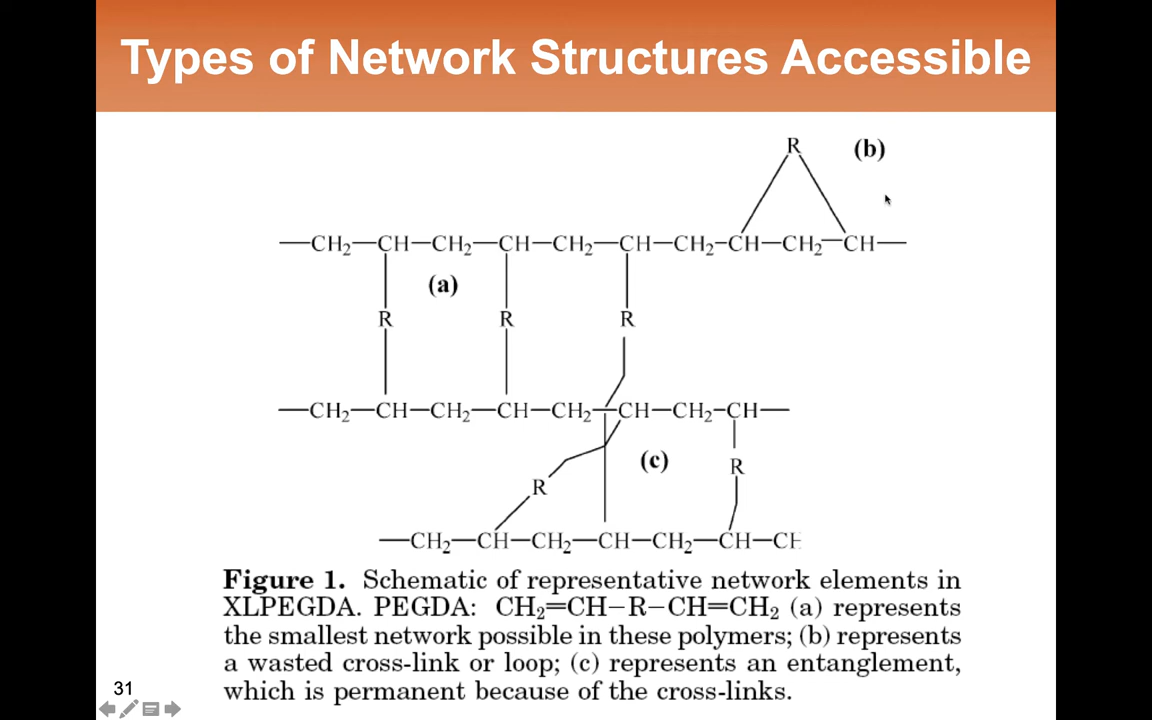 Types of Network Structures Accessible
R (b)
—CH₂—CH—CH₂—CH—CH₂—CH—CH₂—CH—CH₂—CH—
(a)
R R R
—CH₂—CH—CH₂—CH—CH₂—CH—CH₂—CH—
(c) R
R
—CH₂—CH—CH₂—CH—CH₂—CH—CH
Figure 1. Schematic of representative network elements in
XLPEGDA. PEGDA: CH₂=CH−R−CH=CH₂ (a) represents
the smallest network possible in these polymers; (b) represents
a wasted cross-link or loop; (c) represents an entanglement,
which is permanent because of the cross-links.
31